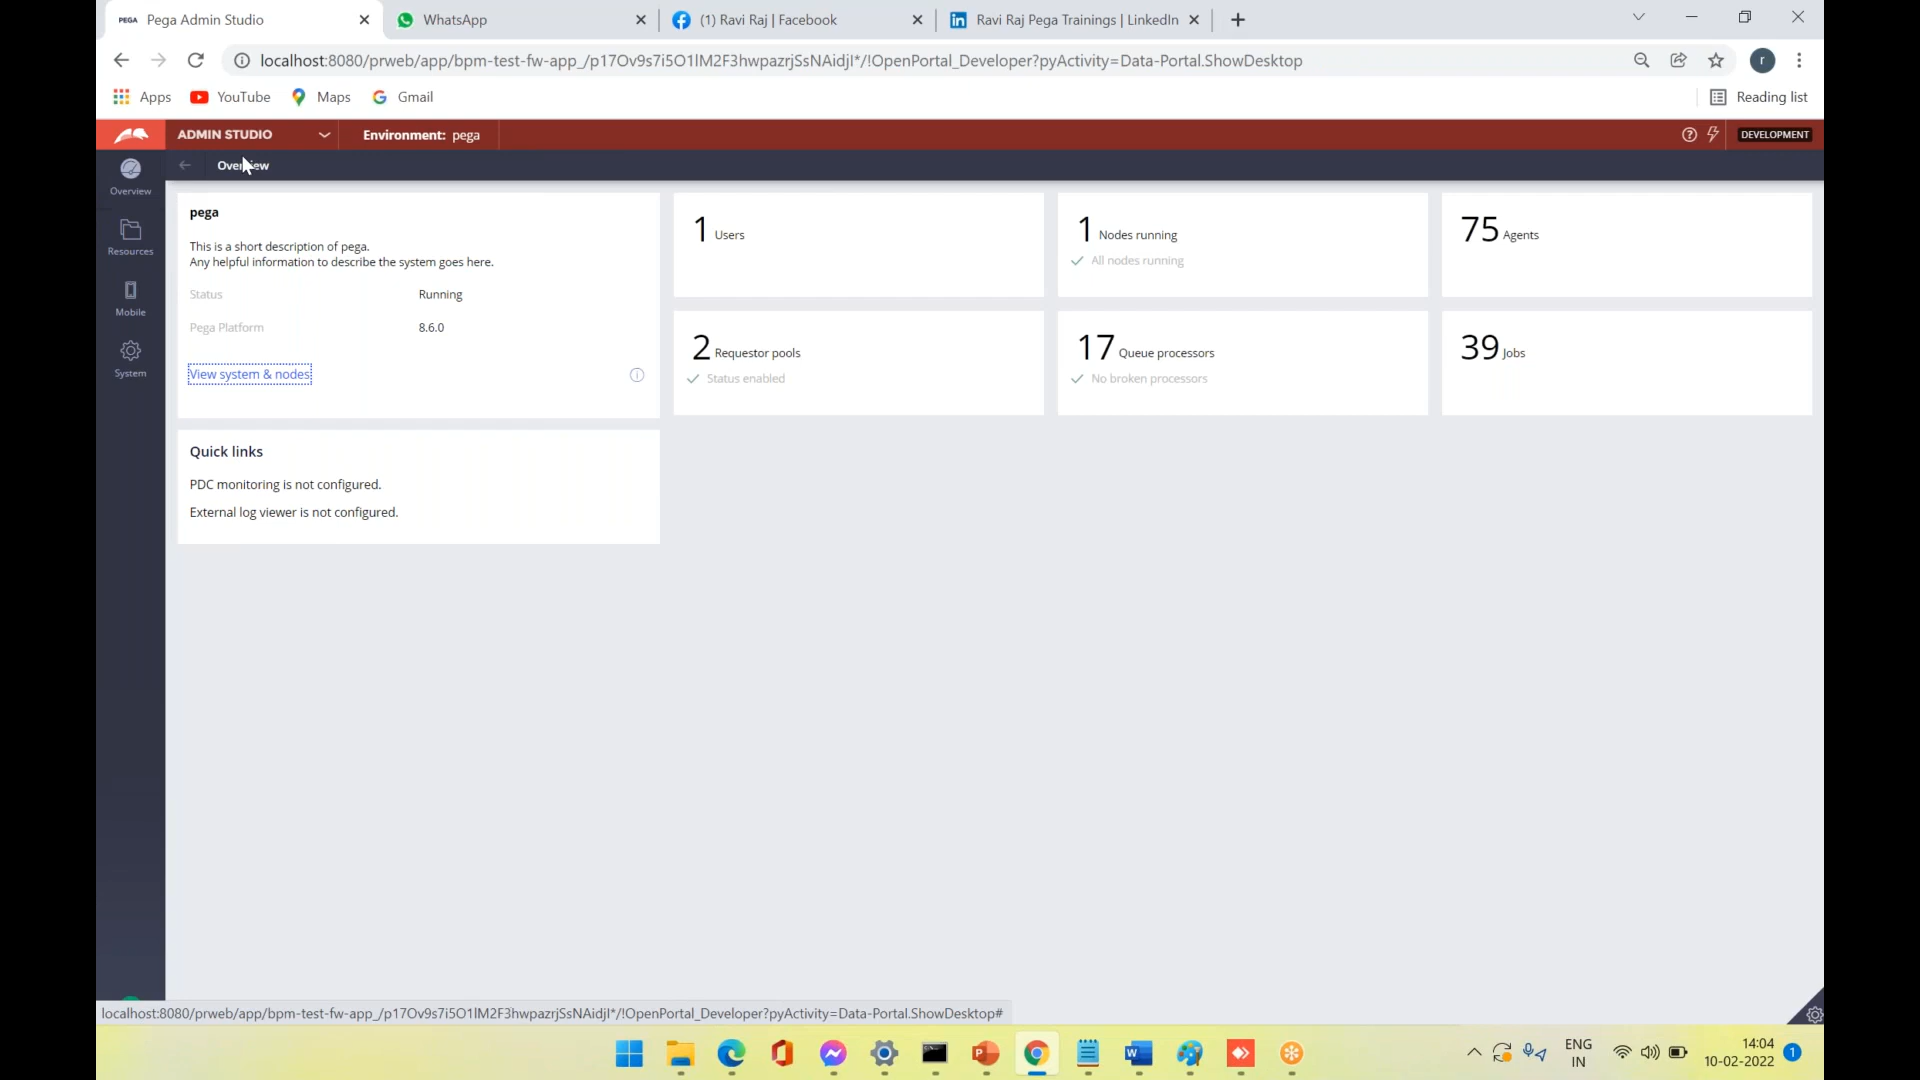 PEGA Pega Admin Studio
WhatsApp
(1) Ravi Raj | Facebook
Ravi Raj Pega Trainings | LinkedIn
localhost:8080/prweb/app/bpm-test-fw-app_/p17Ov9s7i5O1lM2F3hwpazrjSsNAidjI*/!OpenPortal_Developer?pyActivity=Data-Portal.ShowDesktop
r
Apps
YouTube
Maps
Gmail
Reading list
ADMIN STUDIO
Environment: pega
DEVELOPMENT
Overview
Overview
Resources
Mobile
System
pega
This is a short description of pega.
Any helpful information to describe the system goes here.
Status
Running
Pega Platform
8.6.0
View system & nodes
1 Users
1 Nodes running
All nodes running
75 Agents
2 Requestor pools
Status enabled
17 Queue processors
No broken processors
39 Jobs
Quick links
PDC monitoring is not configured.
External log viewer is not configured.
localhost:8080/prweb/app/bpm-test-fw-app_/p17Ov9s7i5O1lM2F3hwpazrjSsNAidjI*/!OpenPortal_Developer?pyActivity=Data-Portal.ShowDesktop#
ENG
IN
14:04
10-02-2022
1